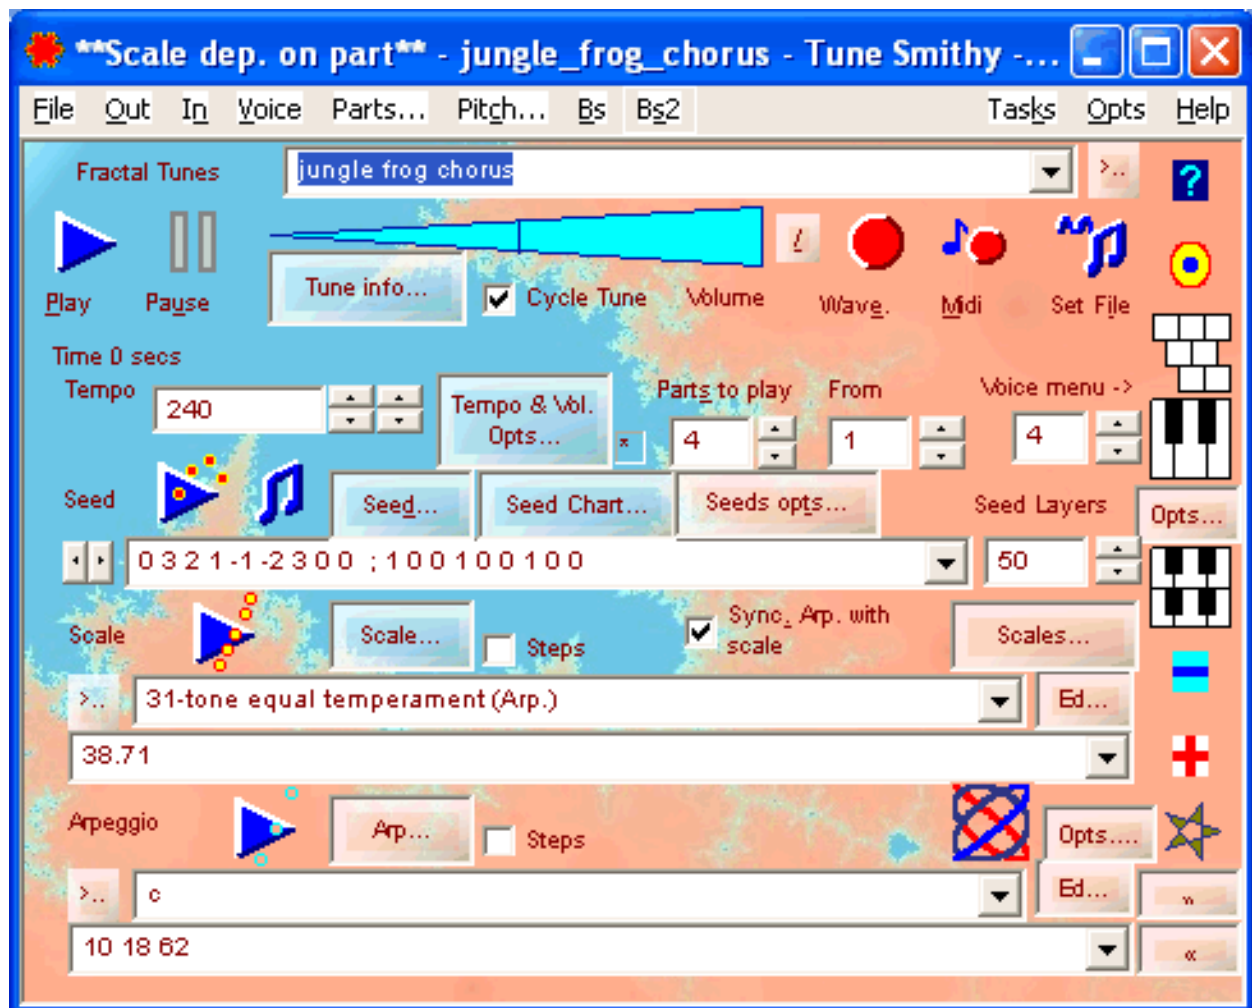 **Scale dep. on part** - jungle_frog_chorus - Tune Smithy -...
File Out In Voice Parts... Pitch... Bs Bs2 Tasks Opts Help
Fractal Tunes jungle frog chorus >.. ?
Play Pause Tune info... Cycle Tune Volume Wave. Midi Set File
Time 0 secs
Tempo 240 Tempo & Vol. Opts... Parts to play 4 From 1 Voice menu -> 4
Seed Seed... Seed Chart... Seeds opts... Seed Layers Opts...
0 3 2 1 -1 -2 3 0 0 ; 1 0 0 1 0 0 1 0 0 50
Scale Scale... Steps Sync. Arp. with scale Scales...
>.. 31-tone equal temperament (Arp.) Ed...
38.71
Arpeggio Arp... Steps Opts....
>.. c Ed... »
10 18 62 «